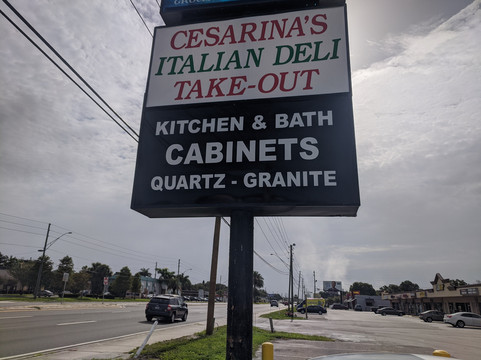 CESARINA'S
ITALIAN DELI
TAKE-OUT
KITCHEN & BATH
CABINETS
QUARTZ - GRANITE